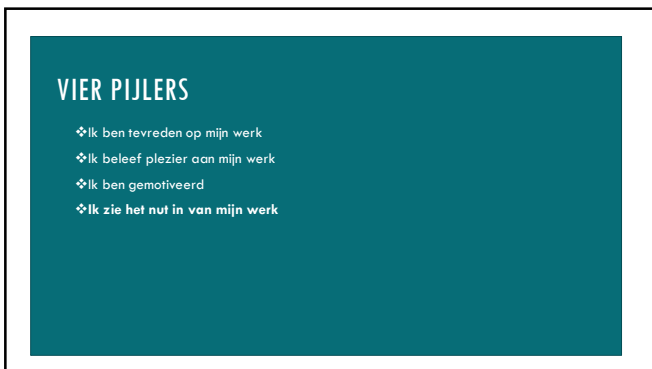 VIER PIJLERS
❖Ik ben tevreden op mijn werk
❖Ik beleef plezier aan mijn werk
❖Ik ben gemotiveerd
❖Ik zie het nut in van mijn werk